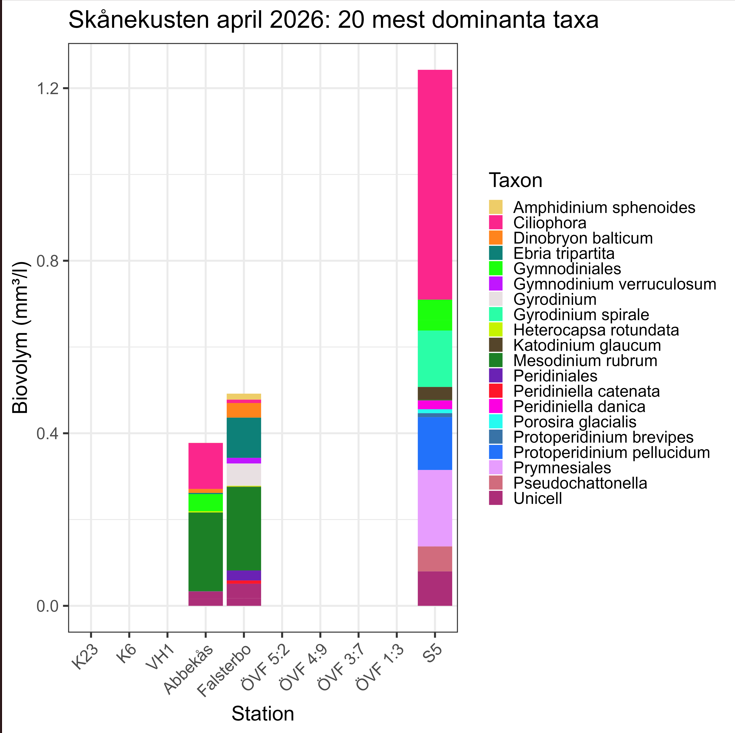 Skånekusten april 2026: 20 mest dominanta taxa
Biovolym (mm³/l)
1.2
0.8
0.4
0.0
K23
K6
VH1
Abbekås
Falsterbo
ÖVF 5:2
ÖVF 4:9
ÖVF 3:7
ÖVF 1:3
S5
Station
Taxon
Amphidinium sphenoides
Ciliophora
Dinobryon balticum
Ebria tripartita
Gymnodiniales
Gymnodinium verruculosum
Gyrodinium
Gyrodinium spirale
Heterocapsa rotundata
Katodinium glaucum
Mesodinium rubrum
Peridiniales
Peridiniella catenata
Peridiniella danica
Porosira glacialis
Protoperidinium brevipes
Protoperidinium pellucidum
Prymnesiales
Pseudochattonella
Unicell